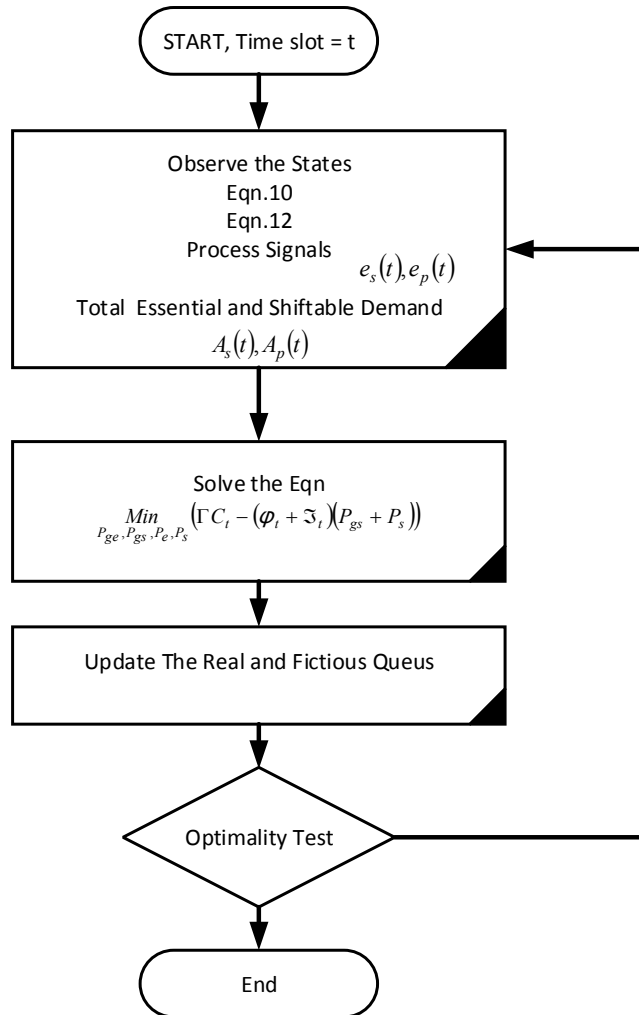 START, Time slot = t
Observe the States
Eqn.10
Eqn.12
Process Signals
e_s(t), e_p(t)
Total Essential and Shiftable Demand
A_s(t), A_p(t)
Solve the Eqn
Min (ΓC_t − (φ_t + ℑ_t)(P_gs + P_s))
P_ge, P_gs, P_e, P_s
Update The Real and Fictious Queus
Optimality Test
End